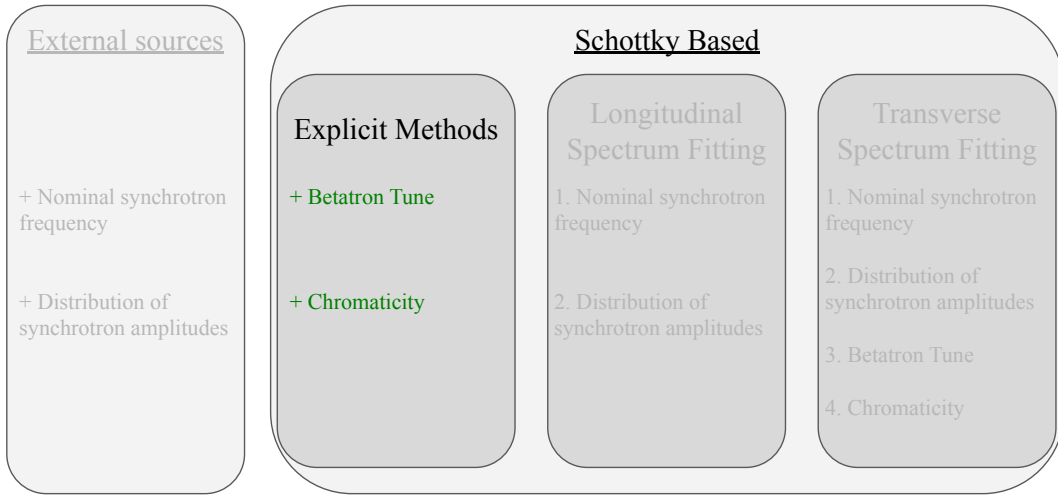 External sources
+ Nominal synchrotron
frequency
+ Distribution of
synchrotron amplitudes
Schottky Based
Explicit Methods
+ Betatron Tune
+ Chromaticity
Longitudinal
Spectrum Fitting
1. Nominal synchrotron
frequency
2. Distribution of
synchrotron amplitudes
Transverse
Spectrum Fitting
1. Nominal synchrotron
frequency
2. Distribution of
synchrotron amplitudes
3. Betatron Tune
4. Chromaticity